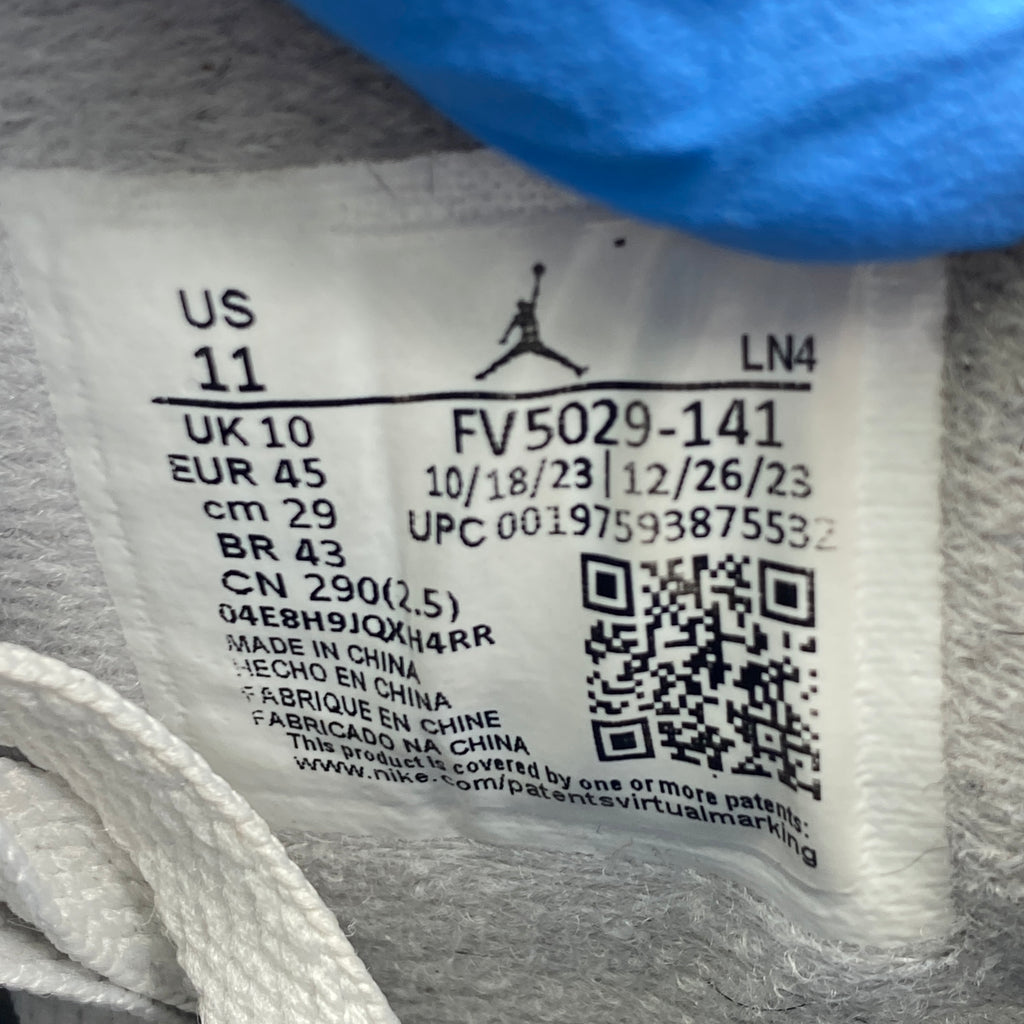 US
11
LN4
UK 10
FV5029-141
EUR 45
10/18/23 | 12/26/23
cm 29
UPC 00197593875532
BR 43
CN 290(2.5)
04E8H9JQXH4RR
MADE IN CHINA
HECHO EN CHINA
FABRIQUE EN CHINE
FABRICADO NA CHINA
This product is covered by one or more patents:
www.nike.com/patentsvirtualmarking